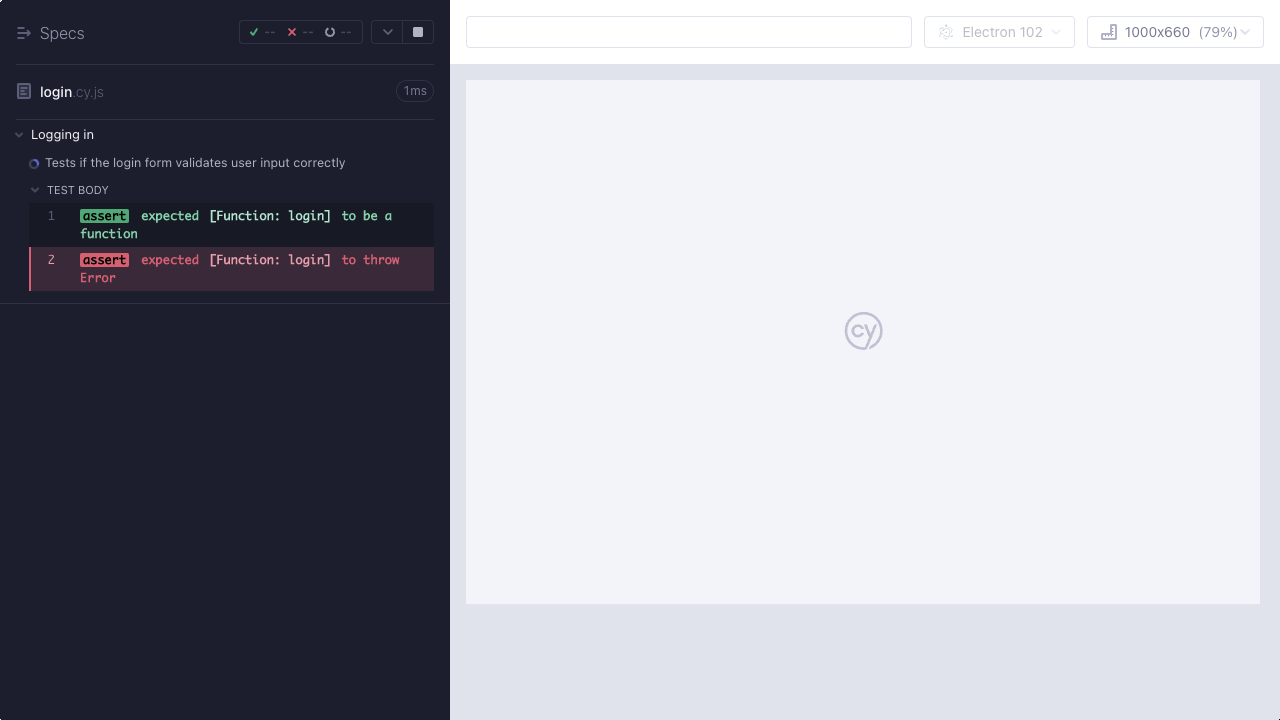 Specs
-- -- --
login.cy.js
1ms
Logging in
Tests if the login form validates user input correctly
TEST BODY
1 assert expected [Function: login] to be a
function
2 assert expected [Function: login] to throw
Error
Electron 102
1000x660 (79%)
cy